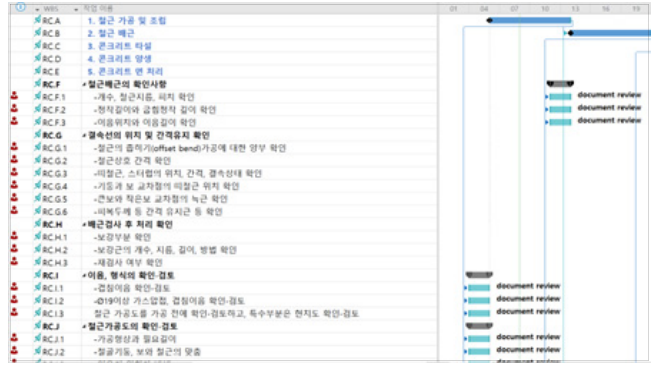 WBS 작업 이름 01 04 07 10 13 16 19
RC.A 1. 철근 가공 및 조립
RC.B 2. 철근 배근
RC.C 3. 콘크리트 타설
RC.D 4. 콘크리트 양생
RC.E 5. 콘크리트 면 처리
RC.F 철근배근의 확인사항
RC.F.1 -개수, 철근지름, 피치 확인 document review
RC.F.2 -정착길이와 굽힘정착 길이 확인 document review
RC.F.3 -이음위치와 이음길이 확인 document review
RC.G 결속선의 위치 및 간격유지 확인
RC.G.1 -철근의 좁히기(offset bend)가공에 대한 양부 확인
RC.G.2 -철근상호 간격 확인
RC.G.3 -띠철근, 스터럽의 위치, 간격, 결속상태 확인
RC.G.4 -기둥과 보 교차점의 띠철근 위치 확인
RC.G.5 -큰보와 작은보 교차점의 늑근 확인
RC.G.6 -피복두께 등 간격 유지근 등 확인
RC.H 배근검사 후 처리 확인
RC.H.1 -보강부분 확인
RC.H.2 -보강근의 개수, 지름, 길이, 방법 확인
RC.H.3 -재검사 여부 확인
RC.I 이음, 형식의 확인·검토
RC.I.1 -겹침이음 확인·검토 document review
RC.I.2 -Ø19이상 가스압접, 겹침이음 확인·검토 document review
RC.I.3 철근 가공도를 가공 전에 확인·검토하고, 특수부분은 현치도 확인·검토 document review
RC.J 철근가공도의 확인·검토
RC.J.1 -가공형상과 필요길이 document review
RC.J.2 -철골기둥, 보와 철근의 맞춤 document review